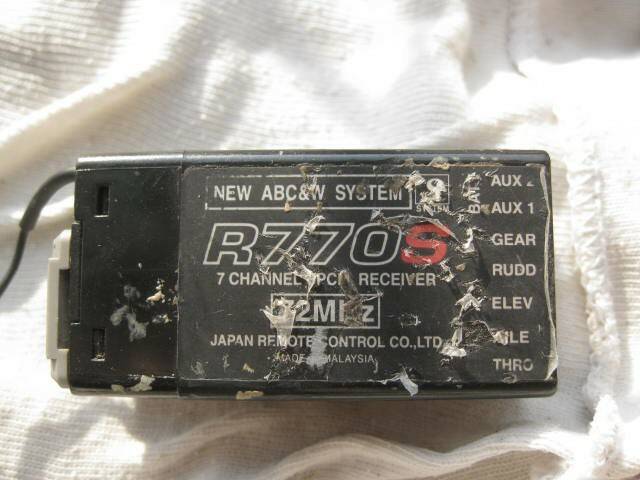 NEW ABC&W SYSTEM
R770S
7 CHANNEL PCM RECEIVER
72MHz
JAPAN REMOTE CONTROL CO., LTD
MADE MALAYSIA
BATT
AUX 2
AUX 1
GEAR
RUDD
ELEV
AILE
THRO